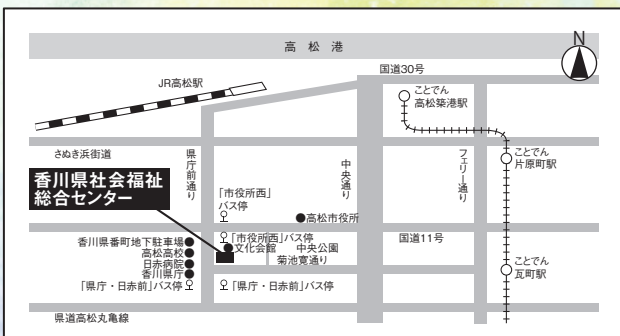 高松港
N
国道30号
JR高松駅
ことでん
高松築港駅
さぬき浜街道
県庁前通り
中央通り
フェリー通り
ことでん
片原町駅
香川県社会福祉
総合センター
「市役所西」
バス停
高松市役所
「市役所西」バス停
国道11号
香川県番町地下駐車場
文化会館
中央公園
高松高校
菊池寛通り
日赤病院
香川県庁
ことでん
瓦町駅
「県庁・日赤前」バス停
「県庁・日赤前」バス停
県道高松丸亀線